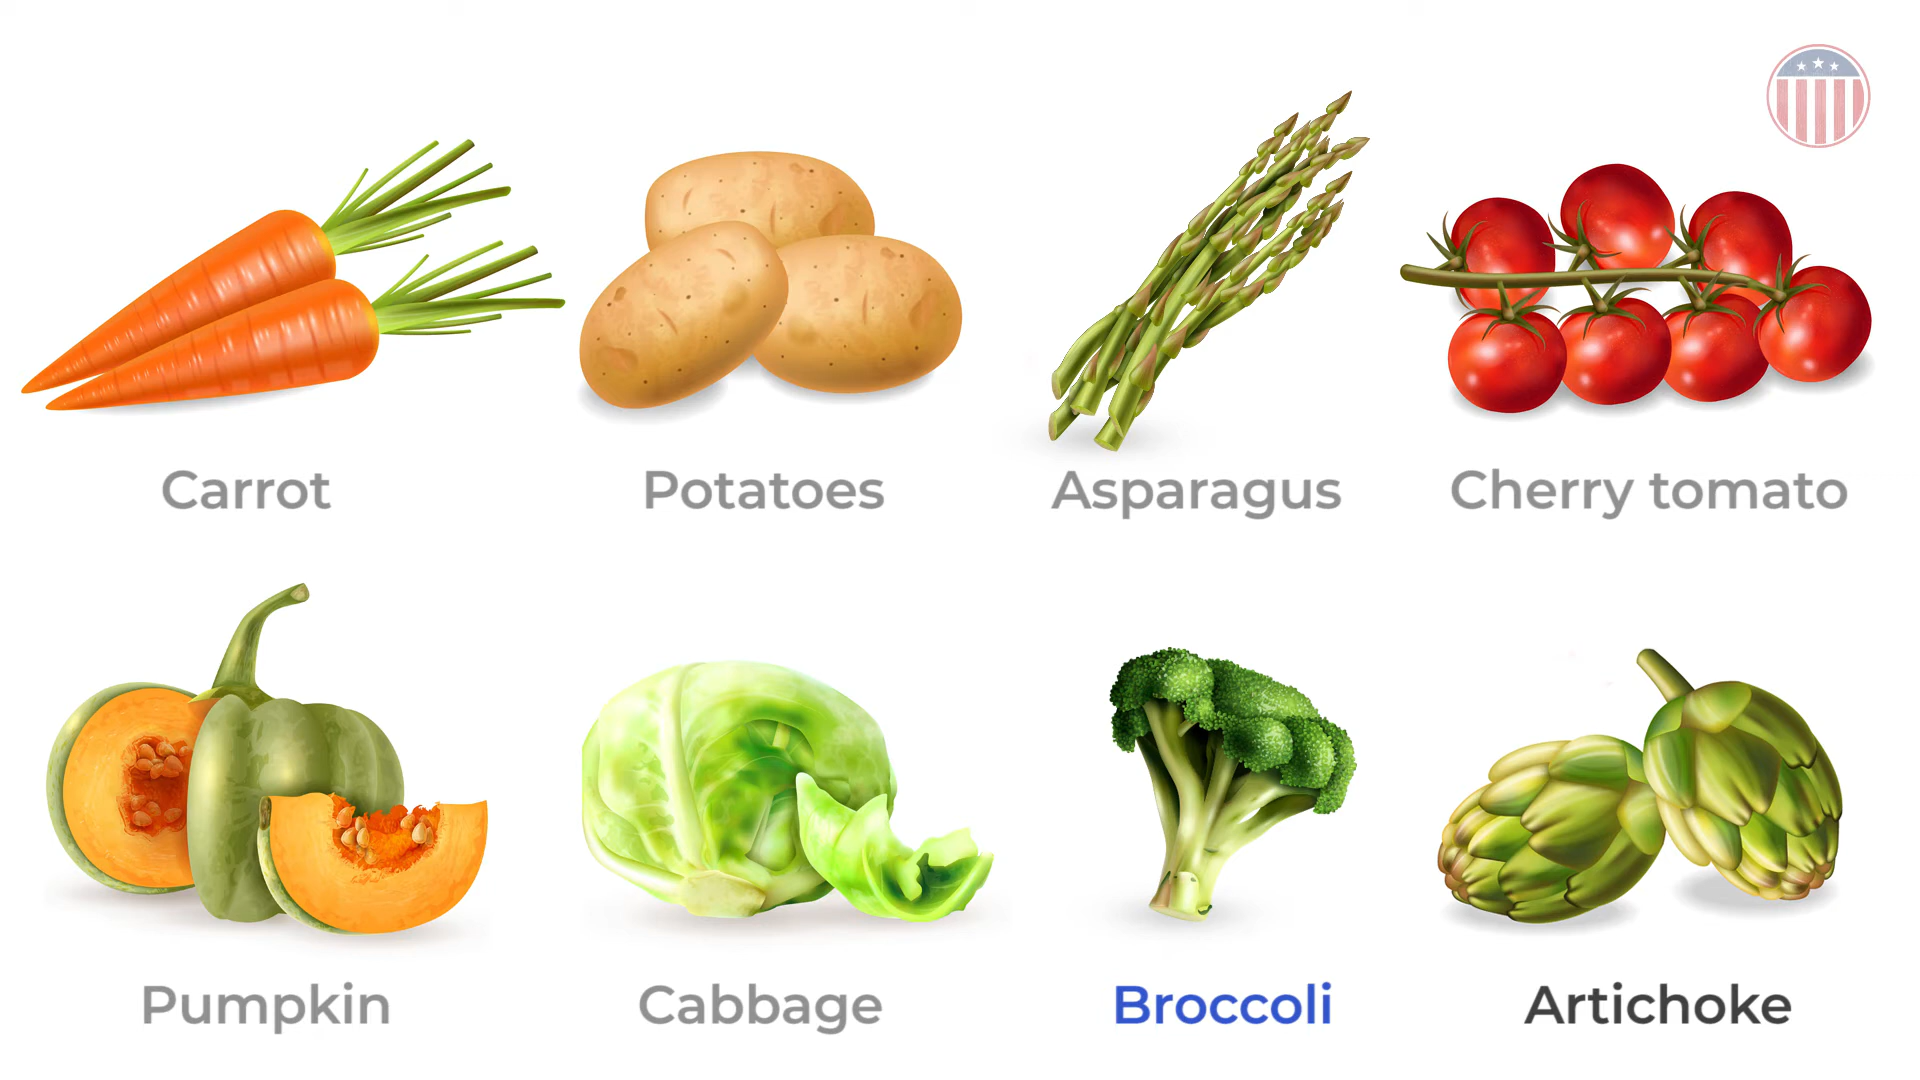 Carrot
Potatoes
Asparagus
Cherry tomato
Pumpkin
Cabbage
Broccoli
Artichoke